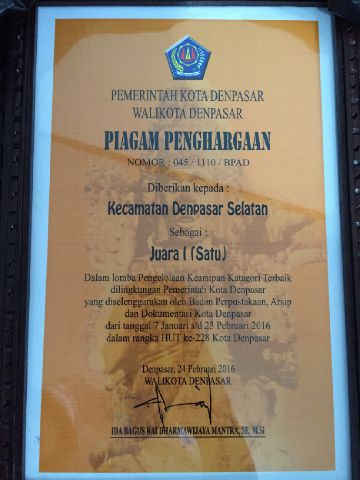 PEMERINTAH KOTA DENPASAR
WALIKOTA DENPASAR
PIAGAM PENGHARGAAN
NOMOR : 045 / 1110 / BPAD
Diberikan kepada :
Kecamatan Denpasar Selatan
Sebagai :
Juara I (Satu)
Dalam lomba Pengelolaan Kearsipan Katagori Terbaik
dilingkungan Pemerintah Kota Denpasar
yang diselenggarakan oleh Badan Perpustakaan, Arsip
dan Dokumentasi Kota Denpasar
dari tanggal 7 Januari s/d 23 Pebruari 2016
dalam rangka HUT ke-228 Kota Denpasar
Denpasar, 24 Pebruari 2016
WALIKOTA DENPASAR
IDA BAGUS RAI DHARMAWIJAYA MANTRA, SE, M.Si